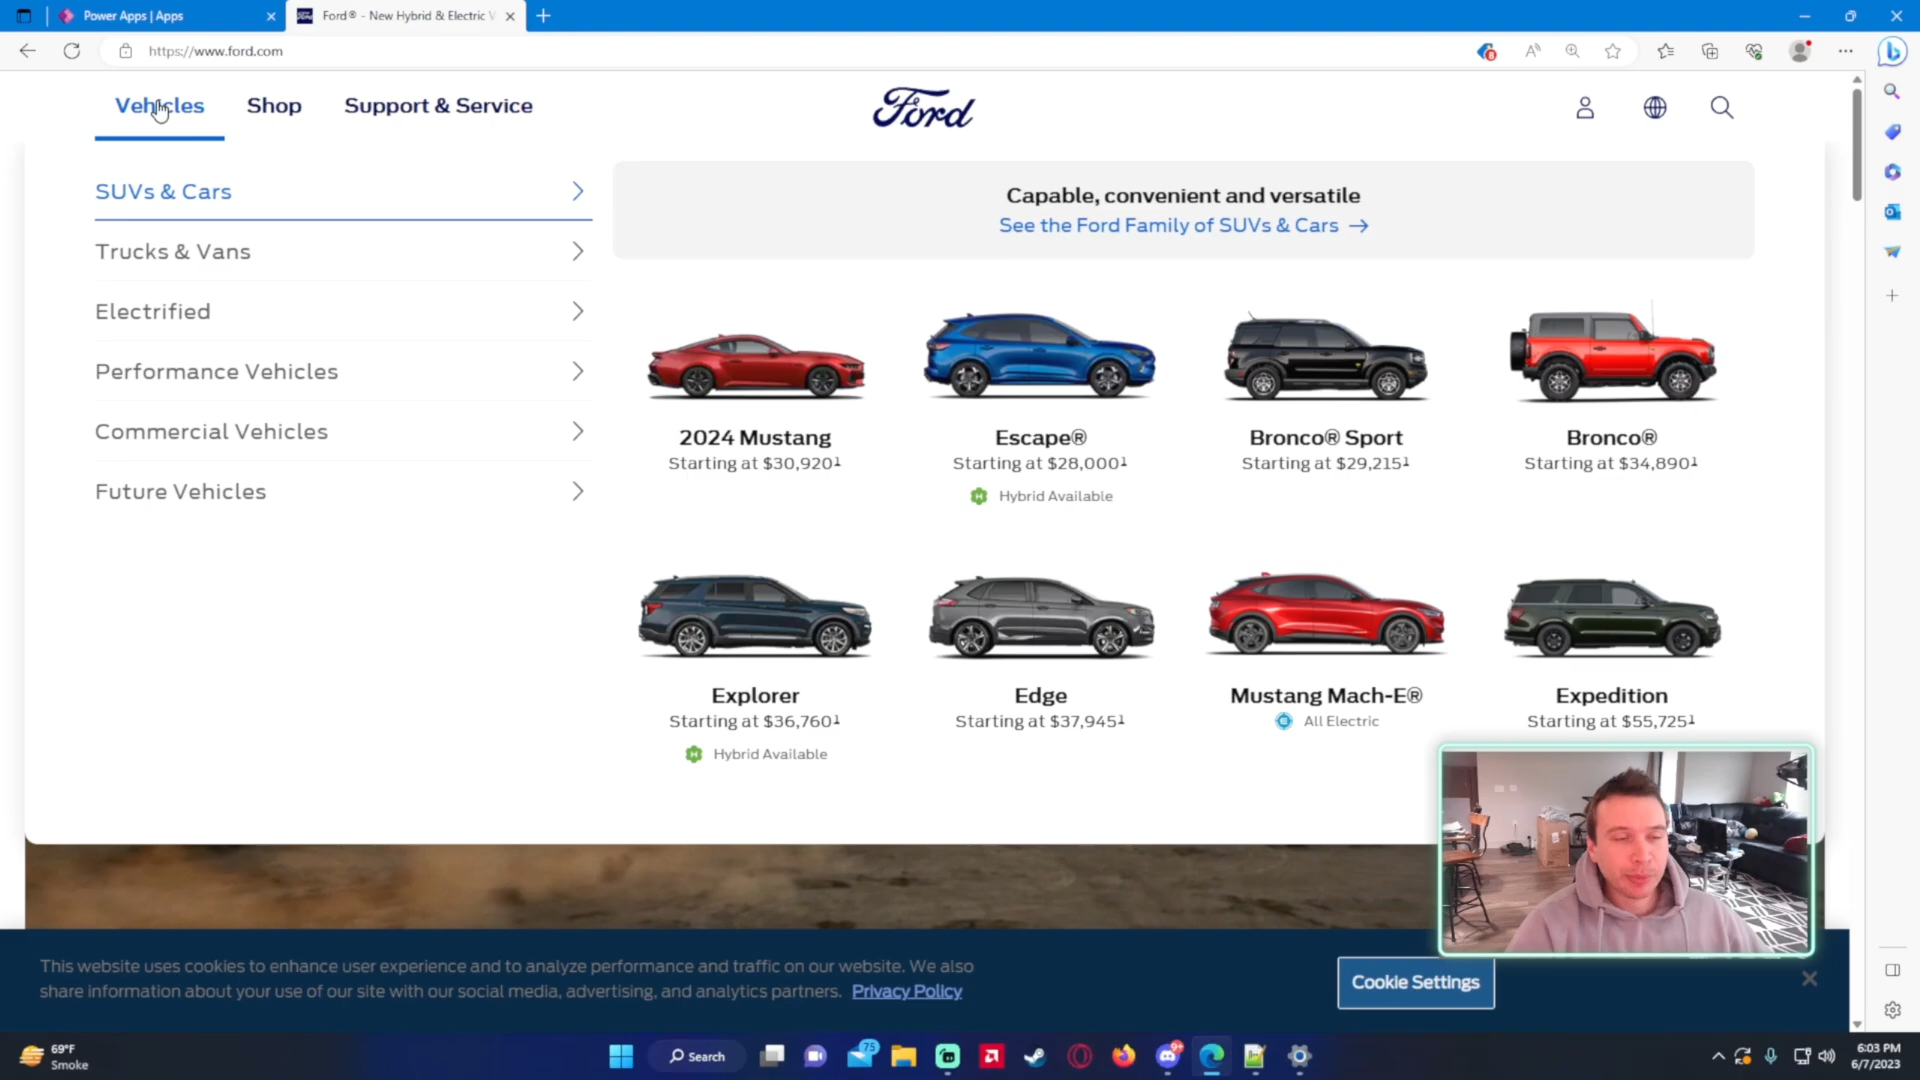 Power Apps | Apps
Ford® - New Hybrid & Electric V
https://www.ford.com
Vehicles
Shop
Support & Service
Ford
SUVs & Cars
Trucks & Vans
Electrified
Performance Vehicles
Commercial Vehicles
Future Vehicles
Capable, convenient and versatile
See the Ford Family of SUVs & Cars →
2024 Mustang
Starting at $30,920¹
Escape®
Starting at $28,000¹
Hybrid Available
Bronco® Sport
Starting at $29,215¹
Bronco®
Starting at $34,890¹
Explorer
Starting at $36,760¹
Hybrid Available
Edge
Starting at $37,945¹
Mustang Mach-E®
All Electric
Expedition
Starting at $55,725¹
This website uses cookies to enhance user experience and to analyze performance and traffic on our website. We also
share information about your use of our site with our social media, advertising, and analytics partners. Privacy Policy
Cookie Settings
69°F
Smoke
Search
75
9+
6:03 PM
6/7/2023